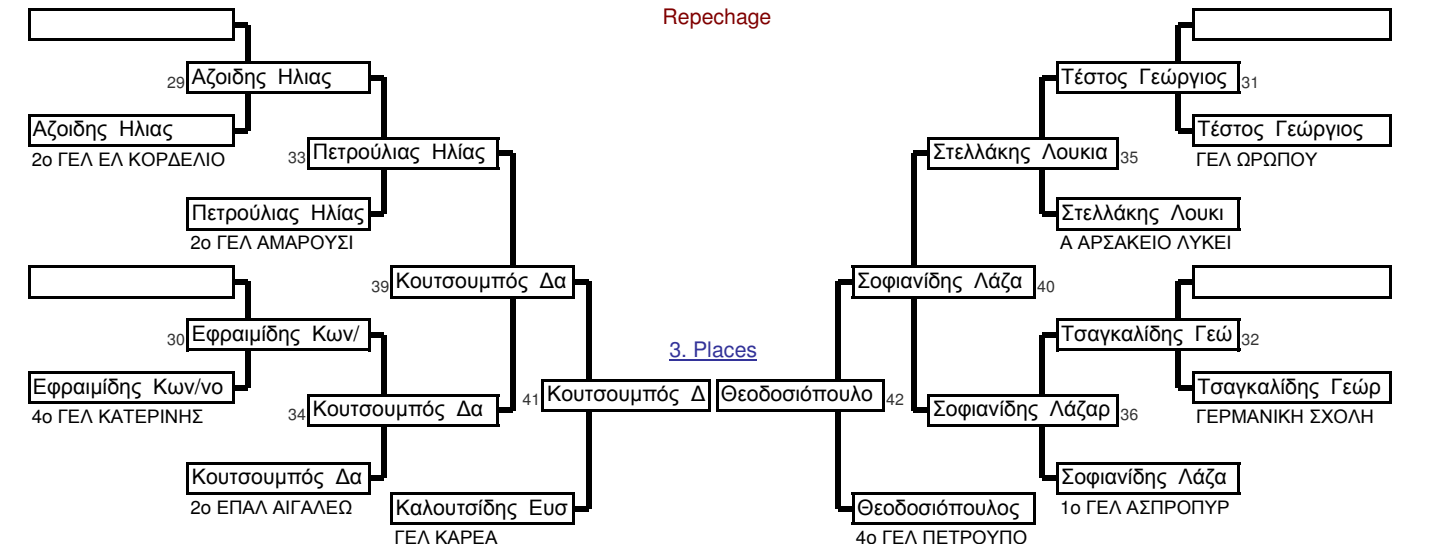 Repechage
29 Αζοιδης Ηλιας
Τέστος Γεώργιος 31
Αζοιδης Ηλιας
Τέστος Γεώργιος
2ο ΓΕΛ ΕΛ ΚΟΡΔΕΛΙΟ
33 Πετρούλιας Ηλίας
Στελλάκης Λουκια 35
ΓΕΛ ΩΡΩΠΟΥ
Πετρούλιας Ηλίας
Στελλάκης Λουκι
2ο ΓΕΛ ΑΜΑΡΟΥΣΙ
Α ΑΡΣΑΚΕΙΟ ΛΥΚΕΙ
39 Κουτσουμπός Δα
Σοφιανίδης Λάζα 40
30 Εφραιμίδης Κων/
3. Places
Τσαγκαλίδης Γεώ 32
Εφραιμίδης Κων/νο
41 Κουτσουμπός Δ
Θεοδοσιόπουλο 42
Τσαγκαλίδης Γεώρ
4ο ΓΕΛ ΚΑΤΕΡΙΝΗΣ
34 Κουτσουμπός Δα
Σοφιανίδης Λάζαρ 36
ΓΕΡΜΑΝΙΚΗ ΣΧΟΛΗ
Κουτσουμπός Δα
Σοφιανίδης Λάζα
2ο ΕΠΑΛ ΑΙΓΑΛΕΩ
Καλουτσίδης Ευσ
Θεοδοσιόπουλος
1ο ΓΕΛ ΑΣΠΡΟΠΥΡ
ΓΕΛ ΚΑΡΕΑ
4ο ΓΕΛ ΠΕΤΡΟΥΠΟ